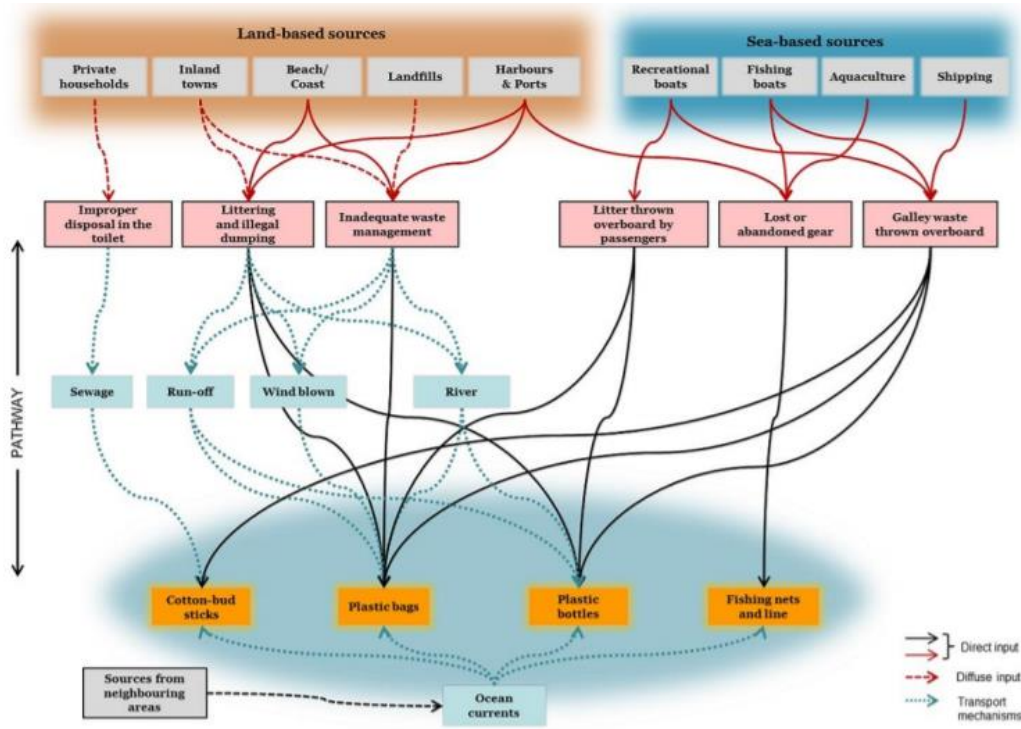 Land-based sources
Sea-based sources
Private
households
Inland
towns
Beach/
Coast
Landfills
Harbours
& Ports
Recreational
boats
Fishing
boats
Aquaculture
Shipping
Improper
disposal in the
toilet
Littering
and illegal
dumping
Inadequate waste
management
Litter thrown
overboard by
passengers
Lost or
abandoned gear
Galley waste
thrown overboard
PATHWAY
Sewage
Run-off
Wind blown
River
Cotton-bud
sticks
Plastic bags
Plastic
bottles
Fishing nets
and line
Sources from
neighbouring
areas
Ocean
currents
Direct input
Diffuse input
Transport
mechanisms